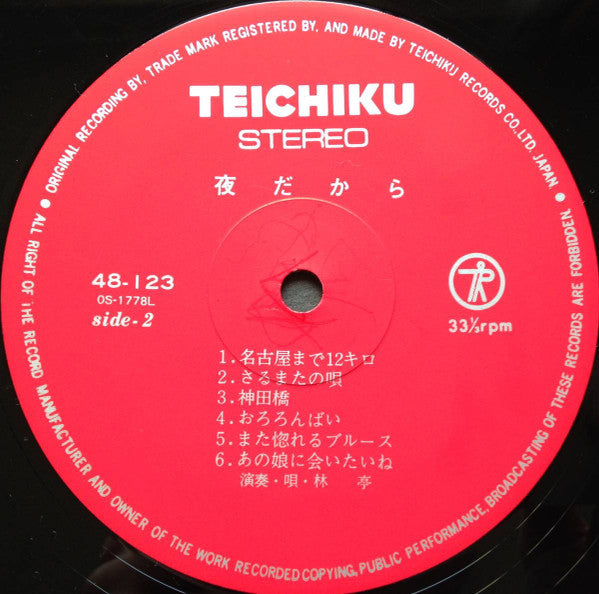 ORIGINAL RECORDING BY, TRADE MARK REGISTERED BY, AND MADE BY TEICHIKU RECORDS CO., LTD. JAPAN
TEICHIKU
STEREO
夜だから
48-123
OS-1778L
side-2
33⅓rpm
1.名古屋まで12キロ
2.さるまたの唄
3.神田橋
4.おろろんばい
5.また惚れるブルース
6.あの娘に会いたいね
演奏・唄・林 亭
ALL RIGHT OF THE RECORD MANUFACTURER AND OWNER OF THE WORK RECORDED COPYING, PUBLIC PERFORMANCE, BROADCASTING OF THESE RECORDS ARE FORBIDDEN.